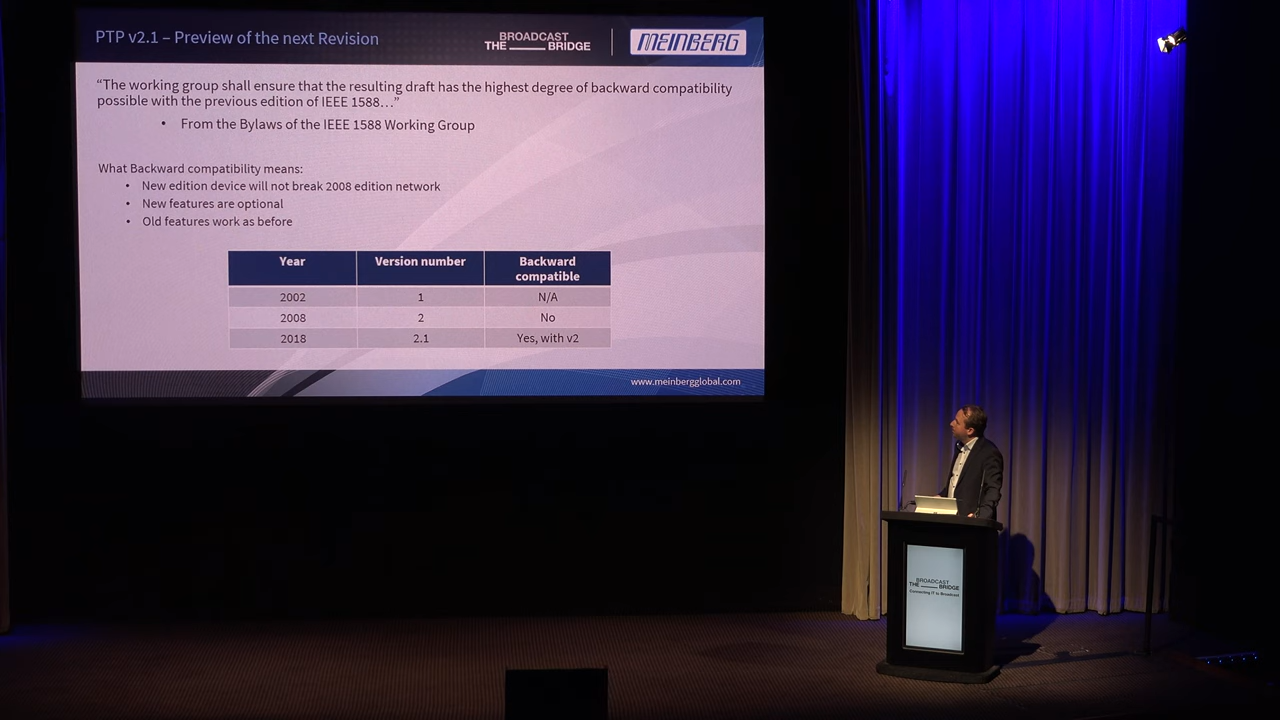 PTP v2.1 – Preview of the next Revision
BROADCAST
THE BRIDGE
MEINBERG
“The working group shall ensure that the resulting draft has the highest degree of backward compatibility
possible with the previous edition of IEEE 1588…”
• From the Bylaws of the IEEE 1588 Working Group
What Backward compatibility means:
• New edition device will not break 2008 edition network
• New features are optional
• Old features work as before
Year Version number Backward compatible
2002 1 N/A
2008 2 No
2018 2.1 Yes, with v2
www.meinbergglobal.com
BROADCAST
THE BRIDGE
Connecting IT to Broadcast.